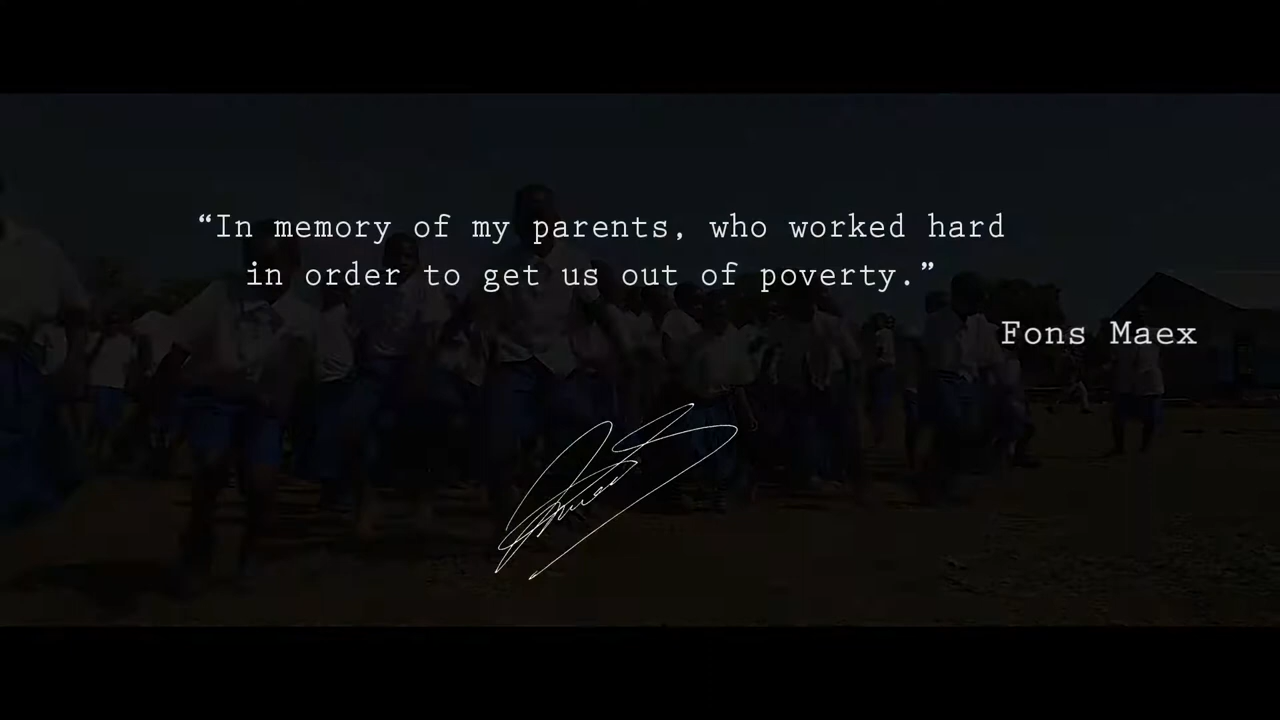 “In memory of my parents, who worked hard
in order to get us out of poverty.”
Fons Maex